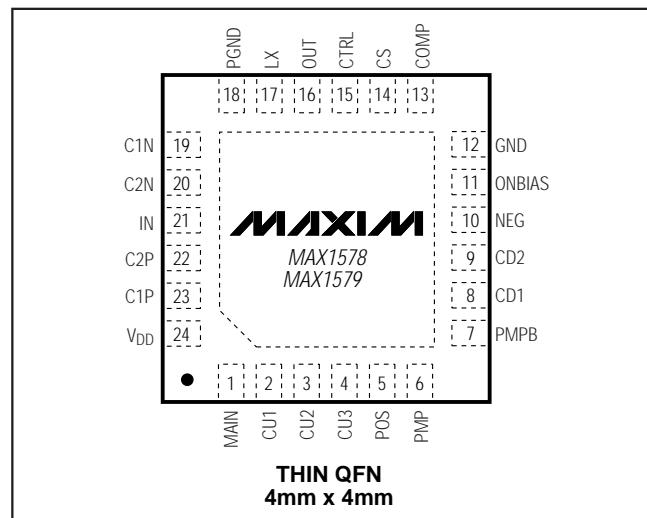 PGND LX OUT CTRL CS COMP
18 17 16 15 14 13
C1N 19 12 GND
C2N 20 11 ONBIAS
IN 21 10 NEG
MAXIM
C2P 22 MAX1578 9 CD2
MAX1579
C1P 23 8 CD1
VDD 24 7 PMPB
1 2 3 4 5 6
MAIN CU1 CU2 CU3 POS PMP
THIN QFN
4mm x 4mm